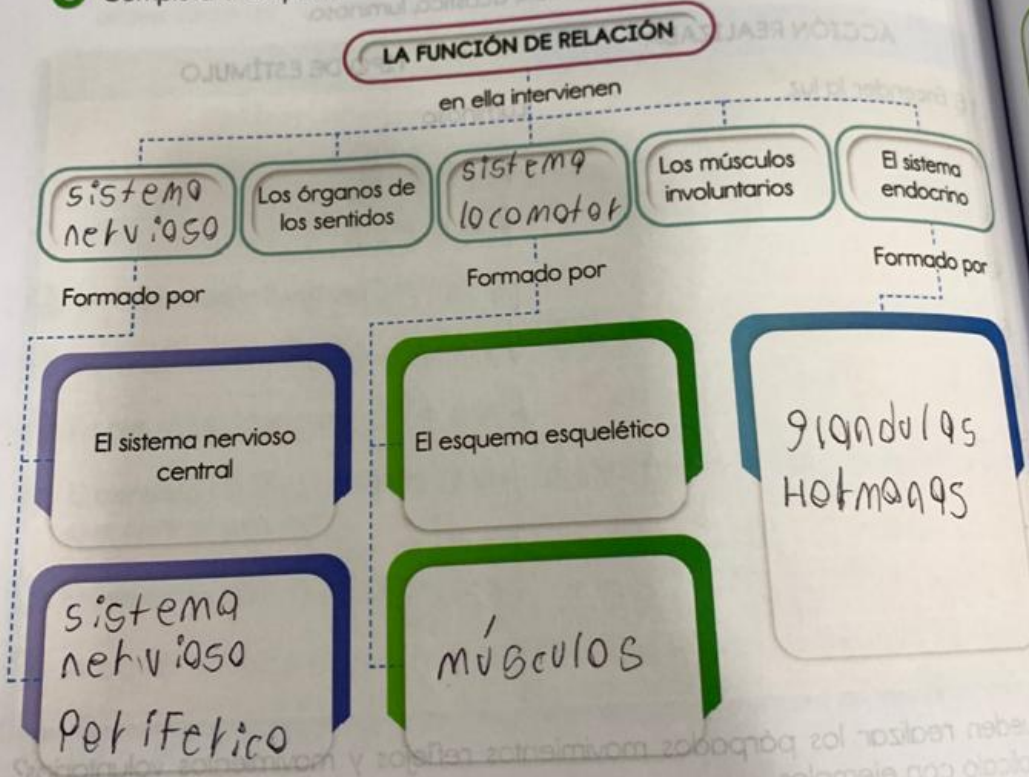 LA FUNCIÓN DE RELACIÓN
en ella intervienen
sistema
nervioso
Los órganos de
los sentidos
sistema
locomotor
Los músculos
involuntarios
El sistema
endocrino
Formado por
Formado por
Formado por
El sistema nervioso
central
El esquema esquelético
glandulas
Hormonas
sistema
nervioso
Periferico
músculos